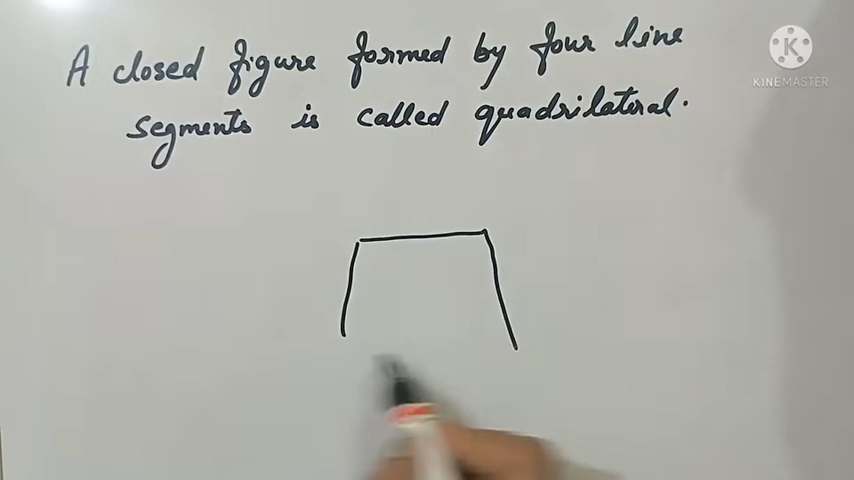 A closed figure formed by four line
segments is called quadrilateral.
K
KINEMASTER